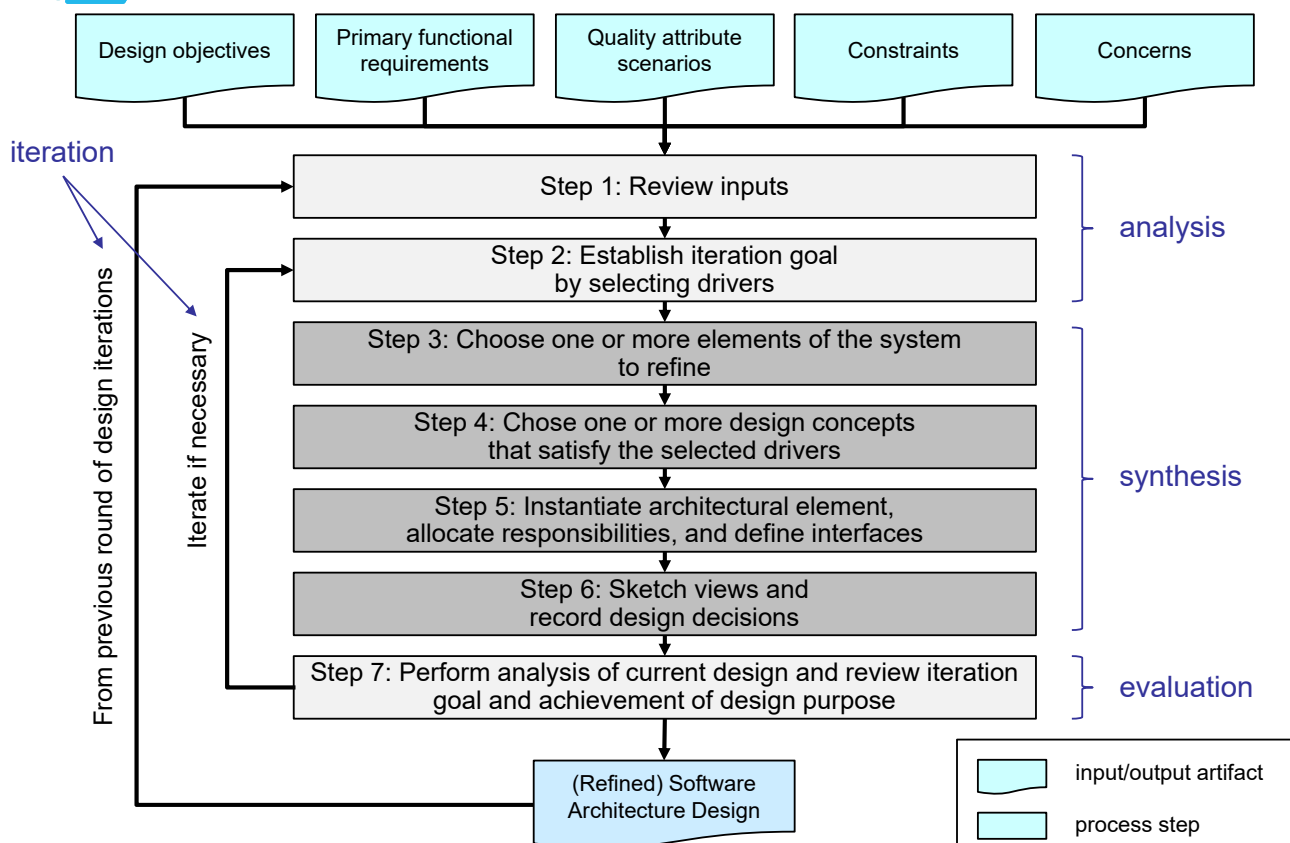 Design objectives
Primary functional
requirements
Quality attribute
scenarios
Constraints
Concerns
iteration
Step 1: Review inputs
analysis
Step 2: Establish iteration goal
by selecting drivers
From previous round of design iterations
Iterate if necessary
Step 3: Choose one or more elements of the system
to refine
Step 4: Chose one or more design concepts
that satisfy the selected drivers
synthesis
Step 5: Instantiate architectural element,
allocate responsibilities, and define interfaces
Step 6: Sketch views and
record design decisions
Step 7: Perform analysis of current design and review iteration
goal and achievement of design purpose
evaluation
(Refined) Software
Architecture Design
input/output artifact
process step